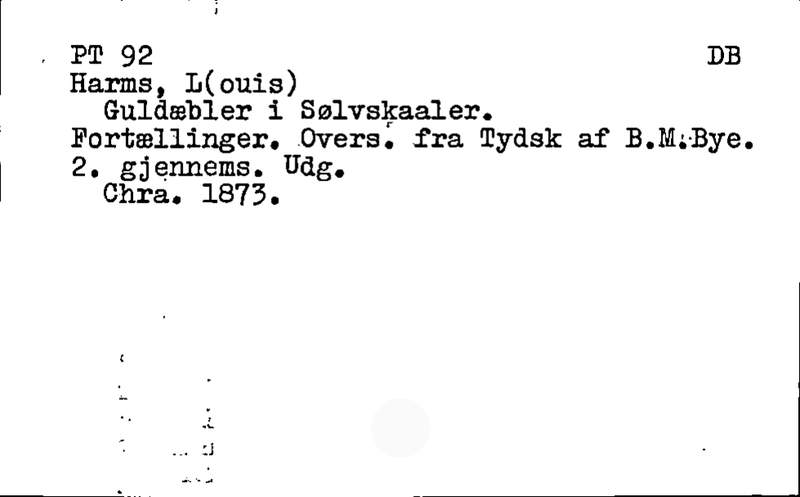 PT 92 DB
Harms, L(ouis)
Guldæbler i Sølvskaaler.
Fortællinger. Overs. fra Tydsk af B.M.Bye.
2. gjennems. Udg.
Chra. 1873.